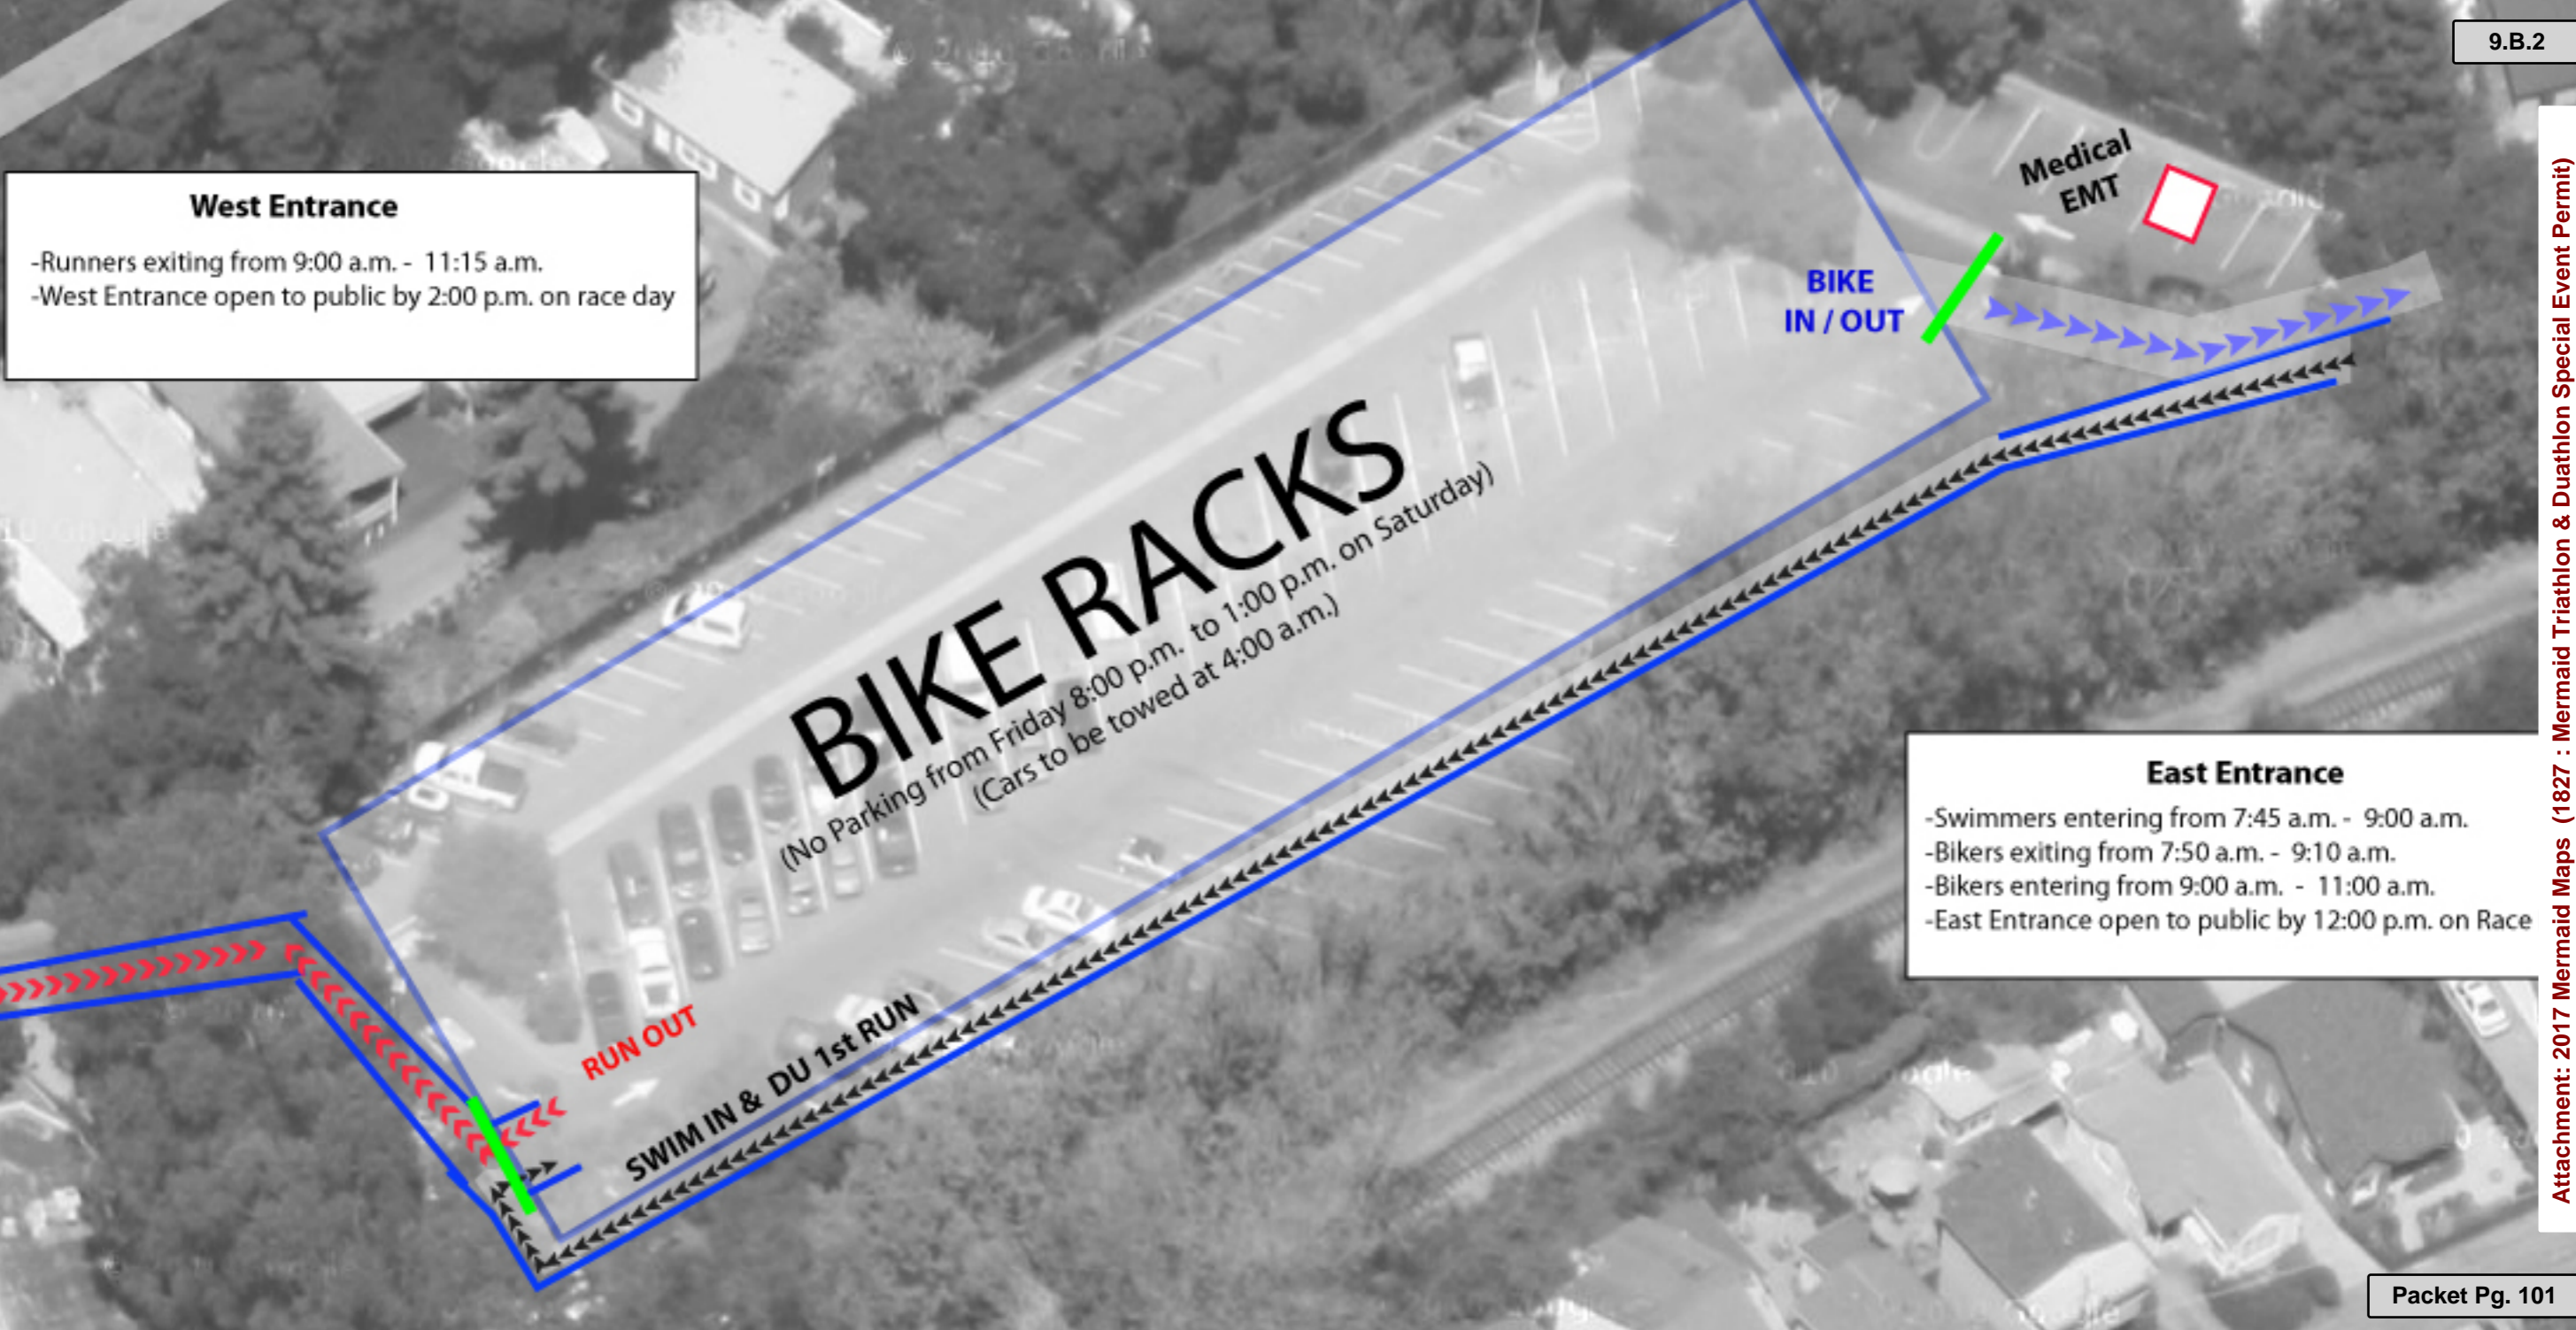 9.B.2
West Entrance
-Runners exiting from 9:00 a.m. - 11:15 a.m.
-West Entrance open to public by 2:00 p.m. on race day
Medical
EMT
BIKE
IN / OUT
BIKE RACKS
(No Parking from Friday 8:00 p.m. to 1:00 p.m. on Saturday)
(Cars to be towed at 4:00 a.m.)
East Entrance
-Swimmers entering from 7:45 a.m. - 9:00 a.m.
-Bikers exiting from 7:50 a.m. - 9:10 a.m.
-Bikers entering from 9:00 a.m. - 11:00 a.m.
-East Entrance open to public by 12:00 p.m. on Race
RUN OUT
SWIM IN & DU 1st RUN
Attachment: 2017 Mermaid Maps (1827 : Mermaid Triathlon & Duathlon Special Event Permit)
Packet Pg. 101